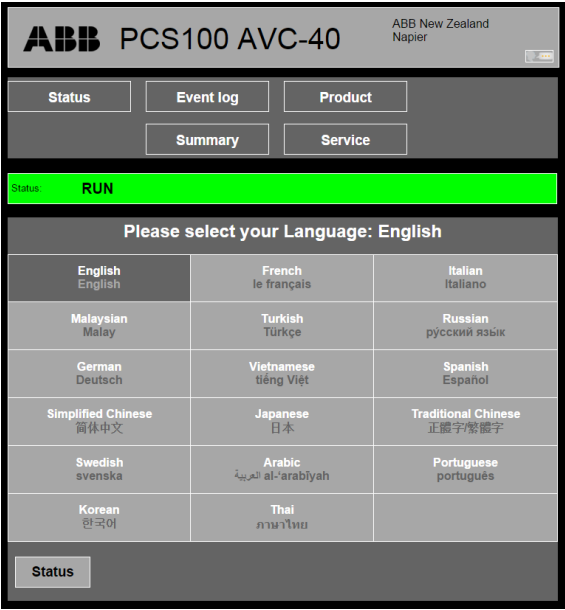 ABB PCS100 AVC-40
ABB New Zealand
Napier
Status Event log Product
Summary Service
Status: RUN
Please select your Language: English
English
English
French
le français
Italian
Italiano
Malaysian
Malay
Turkish
Türkçe
Russian
ру́сский язы́к
German
Deutsch
Vietnamese
tiếng Việt
Spanish
Español
Simplified Chinese
简体中文
Japanese
日本
Traditional Chinese
正體字/繁體字
Swedish
svenska
Arabic
العربية al-‘arabīyah
Portuguese
português
Korean
한국어
Thai
ภาษาไทย
Status